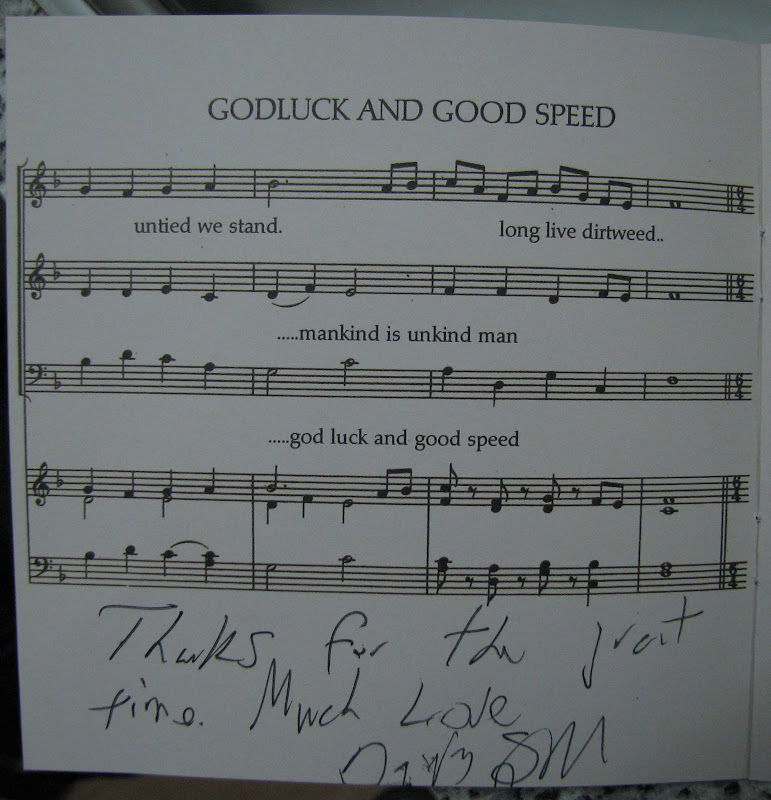 GODLUCK AND GOOD SPEED
untied we stand.
long live dirtweed..
.....mankind is unkind man
.....god luck and good speed
Thanks for the great
time. Much Love